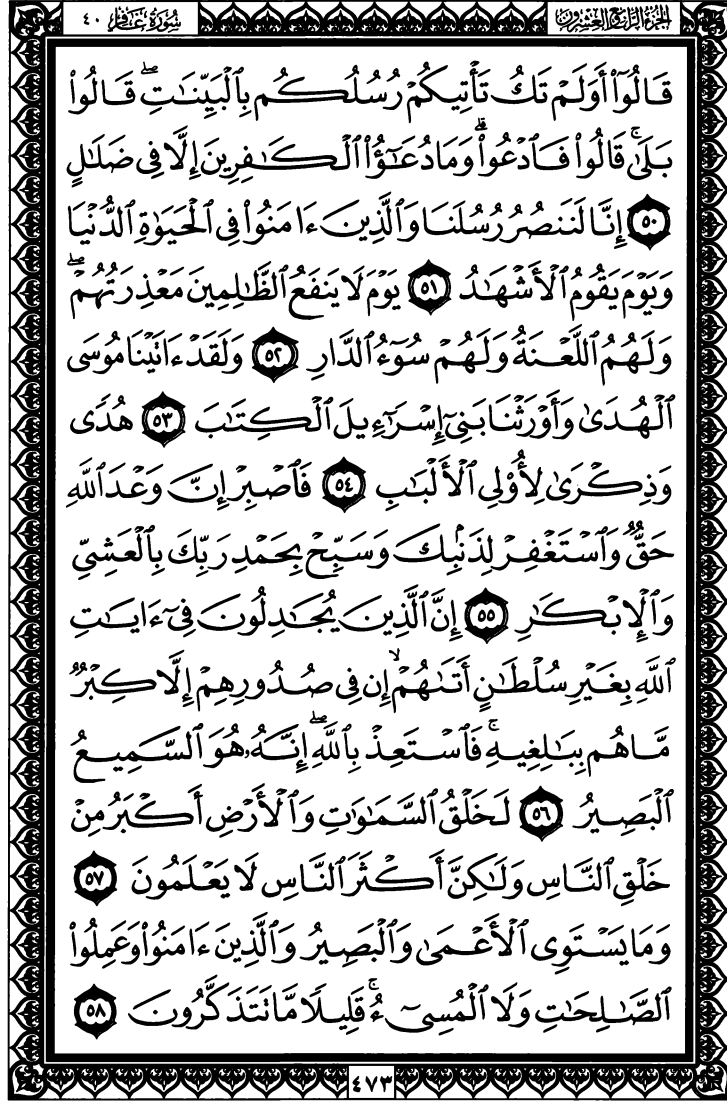 الجزء الرابع والعشرون
سورة غافر ٤٠
قَالُوٓا۟ أَوَلَمْ تَكُ تَأْتِيكُمْ رُسُلُكُم بِٱلْبَيِّنَـٰتِ ۖ قَالُوا۟
بَلَىٰ ۚ قَالُوا۟ فَٱدْعُوا۟ ۗ وَمَا دُعَـٰٓؤُا۟ ٱلْكَـٰفِرِينَ إِلَّا فِى ضَلَـٰلٍ
٥٠ إِنَّا لَنَنصُرُ رُسُلَنَا وَٱلَّذِينَ ءَامَنُوا۟ فِى ٱلْحَيَوٰةِ ٱلدُّنْيَا
وَيَوْمَ يَقُومُ ٱلْأَشْهَـٰدُ ٥١ يَوْمَ لَا يَنفَعُ ٱلظَّـٰلِمِينَ مَعْذِرَتُهُمْ ۖ
وَلَهُمُ ٱللَّعْنَةُ وَلَهُمْ سُوٓءُ ٱلدَّارِ ٥٢ وَلَقَدْ ءَاتَيْنَا مُوسَى
ٱلْهُدَىٰ وَأَوْرَثْنَا بَنِىٓ إِسْرَٰٓءِيلَ ٱلْكِتَـٰبَ ٥٣ هُدًى
وَذِكْرَىٰ لِأُو۟لِى ٱلْأَلْبَـٰبِ ٥٤ فَٱصْبِرْ إِنَّ وَعْدَ ٱللَّهِ
حَقٌّ وَٱسْتَغْفِرْ لِذَنۢبِكَ وَسَبِّحْ بِحَمْدِ رَبِّكَ بِٱلْعَشِىِّ
وَٱلْإِبْكَـٰرِ ٥٥ إِنَّ ٱلَّذِينَ يُجَـٰدِلُونَ فِىٓ ءَايَـٰتِ
ٱللَّهِ بِغَيْرِ سُلْطَـٰنٍ أَتَىٰهُمْ ۙ إِن فِى صُدُورِهِمْ إِلَّا كِبْرٌ
مَّا هُم بِبَـٰلِغِيهِ ۚ فَٱسْتَعِذْ بِٱللَّهِ ۖ إِنَّهُۥ هُوَ ٱلسَّمِيعُ
ٱلْبَصِيرُ ٥٦ لَخَلْقُ ٱلسَّمَـٰوَٰتِ وَٱلْأَرْضِ أَكْبَرُ مِنْ
خَلْقِ ٱلنَّاسِ وَلَـٰكِنَّ أَكْثَرَ ٱلنَّاسِ لَا يَعْلَمُونَ ٥٧
وَمَا يَسْتَوِى ٱلْأَعْمَىٰ وَٱلْبَصِيرُ وَٱلَّذِينَ ءَامَنُوا۟ وَعَمِلُوا۟
ٱلصَّـٰلِحَـٰتِ وَلَا ٱلْمُسِىٓءُ ۚ قَلِيلًا مَّا تَتَذَكَّرُونَ ٥٨
٤٧٣